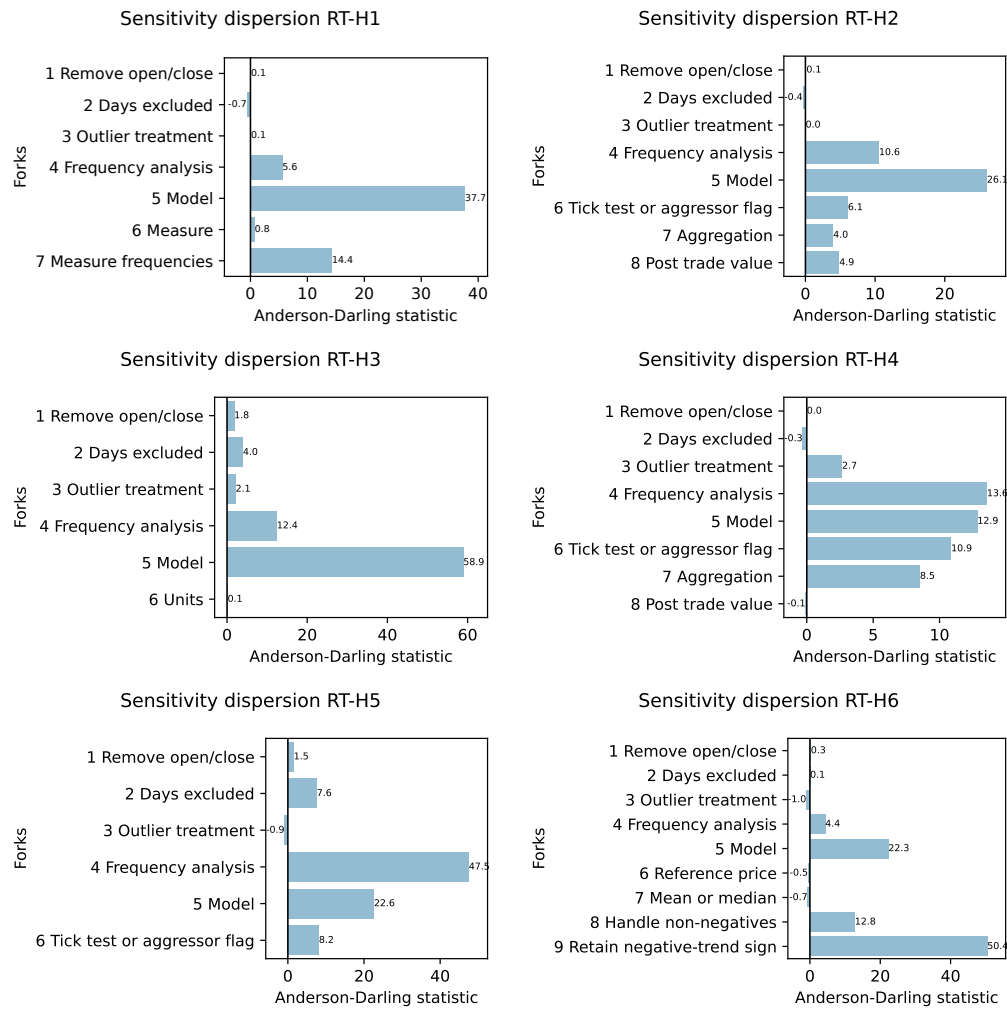 Sensitivity dispersion RT-H1
Forks
1 Remove open/close 0.1
2 Days excluded -0.7
3 Outlier treatment 0.1
4 Frequency analysis 5.6
5 Model 37.7
6 Measure 0.8
7 Measure frequencies 14.4
0 10 20 30 40
Anderson-Darling statistic
Sensitivity dispersion RT-H2
Forks
1 Remove open/close 0.1
2 Days excluded -0.4
3 Outlier treatment 0.0
4 Frequency analysis 10.6
5 Model 26.1
6 Tick test or aggressor flag 6.1
7 Aggregation 4.0
8 Post trade value 4.9
0 10 20
Anderson-Darling statistic
Sensitivity dispersion RT-H3
Forks
1 Remove open/close 1.8
2 Days excluded 4.0
3 Outlier treatment 2.1
4 Frequency analysis 12.4
5 Model 58.9
6 Units 0.1
0 20 40 60
Anderson-Darling statistic
Sensitivity dispersion RT-H4
Forks
1 Remove open/close 0.0
2 Days excluded -0.3
3 Outlier treatment 2.7
4 Frequency analysis 13.6
5 Model 12.9
6 Tick test or aggressor flag 10.9
7 Aggregation 8.5
8 Post trade value -0.1
0 5 10
Anderson-Darling statistic
Sensitivity dispersion RT-H5
Forks
1 Remove open/close 1.5
2 Days excluded 7.6
3 Outlier treatment -0.9
4 Frequency analysis 47.5
5 Model 22.6
6 Tick test or aggressor flag 8.2
0 20 40
Anderson-Darling statistic
Sensitivity dispersion RT-H6
Forks
1 Remove open/close 0.3
2 Days excluded 0.1
3 Outlier treatment -1.0
4 Frequency analysis 4.4
5 Model 22.3
6 Reference price -0.5
7 Mean or median -0.7
8 Handle non-negatives 12.8
9 Retain negative-trend sign 50.4
0 20 40
Anderson-Darling statistic